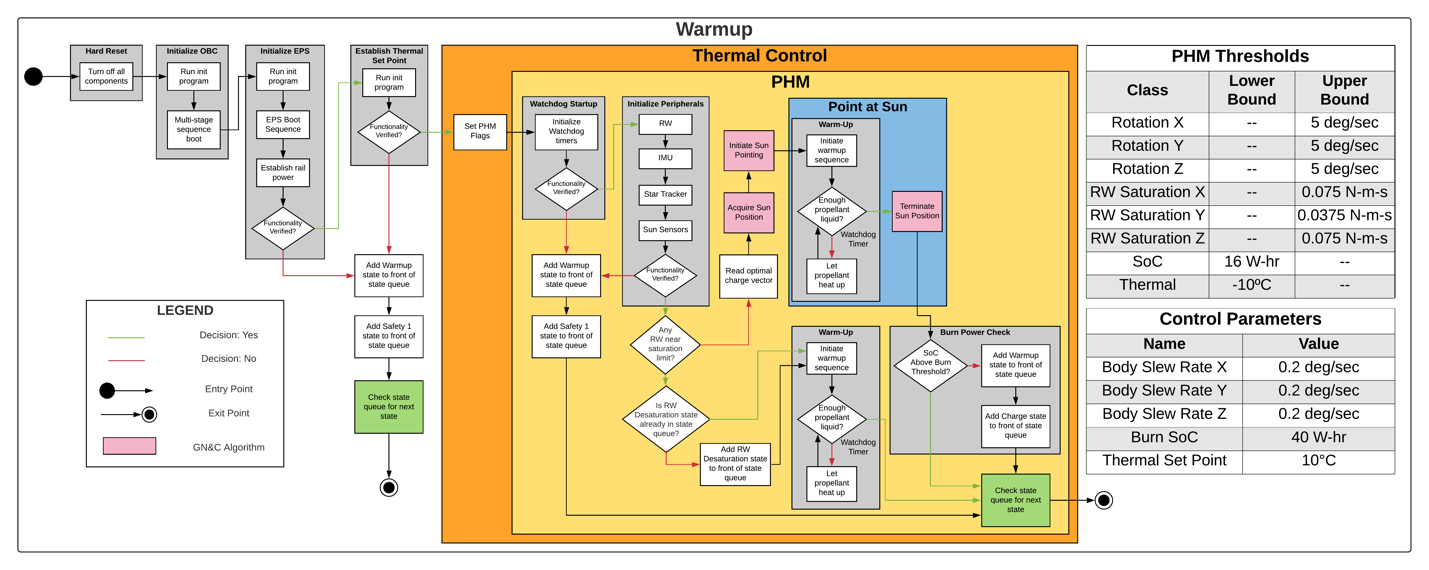 Warmup
Hard Reset
Turn off all
components
Initialize OBC
Run init
program
Multi-stage
sequence
boot
Initialize EPS
Run init
program
EPS Boot
Sequence
Establish rail
power
Functionality
Verified?
Establish Thermal
Set Point
Run init
program
Functionality
Verified?
Add Warmup
state to front of
state queue
Add Safety 1
state to front of
state queue
Check state
queue for next
state
LEGEND
Decision: Yes
Decision: No
Entry Point
Exit Point
GN&C Algorithm
Thermal Control
Set PHM
Flags
PHM
Watchdog Startup
Initialize
Watchdog
timers
Functionality
Verified?
Add Warmup
state to front of
state queue
Add Safety 1
state to front of
state queue
Initialize Peripherals
RW
IMU
Star Tracker
Sun Sensors
Functionality
Verified?
Any
RW near
saturation
limit?
Is RW
Desaturation state
already in state
queue?
Add RW
Desaturation state
to front of state
queue
Initiate Sun
Pointing
Acquire Sun
Position
Read optimal
charge vector
Point at Sun
Warm-Up
Initiate
warmup
sequence
Enough
propellant
liquid?
Watchdog
Timer
Let
propellant
heat up
Terminate
Sun Position
Warm-Up
Initiate
warmup
sequence
Enough
propellant
liquid?
Watchdog
Timer
Let
propellant
heat up
Burn Power Check
SoC
Above Burn
Threshold?
Add Warmup
state to front of
state queue
Add Charge state
to front of state
queue
Check state
queue for next
state
PHM Thresholds
Class Lower Bound Upper Bound
Rotation X -- 5 deg/sec
Rotation Y -- 5 deg/sec
Rotation Z -- 5 deg/sec
RW Saturation X -- 0.075 N-m-s
RW Saturation Y -- 0.0375 N-m-s
RW Saturation Z -- 0.075 N-m-s
SoC 16 W-hr --
Thermal -10ºC --
Control Parameters
Name Value
Body Slew Rate X 0.2 deg/sec
Body Slew Rate Y 0.2 deg/sec
Body Slew Rate Z 0.2 deg/sec
Burn SoC 40 W-hr
Thermal Set Point 10°C